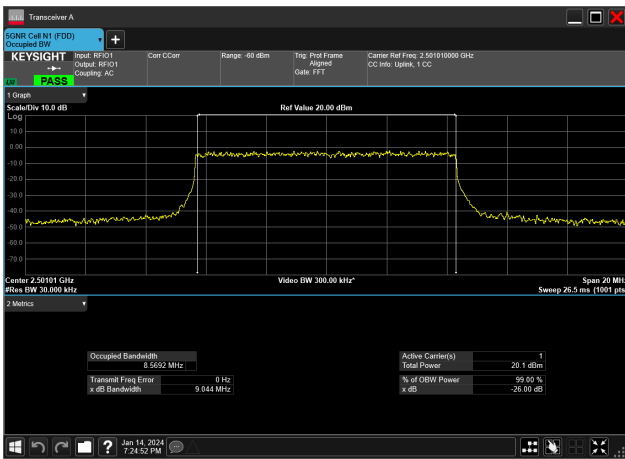 Transceiver A
5GNR Cell N1 (FDD)
Occupied BW
KEYSIGHT
PASS
Input: RFIO1
Output: RFIO1
Coupling: AC
Corr CCorr
Range: -60 dBm
Trig: Prot Frame
Aligned
Gate: FFT
Carrier Ref Freq: 2.501010000 GHz
CC Info: Uplink, 1 CC
1 Graph
Scale/Div 10.0 dB
Ref Value 20.00 dBm
Log
10.0
0.00
-10.0
-20.0
-30.0
-40.0
-50.0
-60.0
-70.0
Center 2.50101 GHz
Video BW 300.00 kHz*
Span 20 MHz
#Res BW 30.000 kHz
Sweep 26.5 ms (1001 pts
2 Metrics
Occupied Bandwidth
8.5692 MHz
Transmit Freq Error 0 Hz
x dB Bandwidth 9.044 MHz
Active Carrier(s) 1
Total Power 20.1 dBm
% of OBW Power 99.00 %
x dB -26.00 dB
Jan 14, 2024
7:24:52 PM